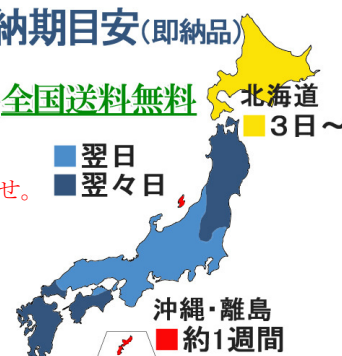 納期目安(即納品)
全国送料無料
北海道
3日～
翌日
翌々日
せ。
沖縄・離島
約1週間